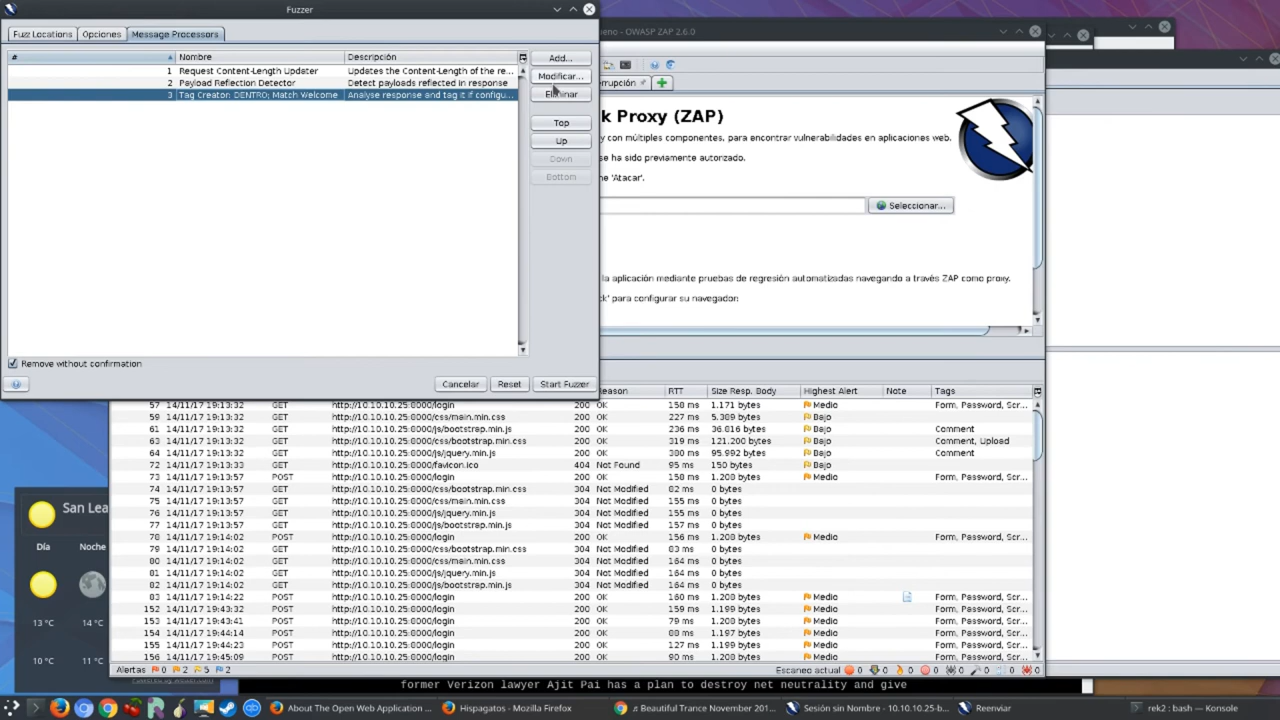 Fuzzer
ueno - OWASP ZAP 2.6.0
Fuzz Locations Opciones Message Processors
# Nombre Descripción
1 Request Content-Length Updater Updates the Content-Length of the re...
2 Payload Reflection Detector Detect payloads reflected in response
3 Tag Creator: DENTRO; Match Welcome Analyse response and tag it if configu...
Add...
Modificar...
Eliminar
Top
Up
Down
Bottom
Remove without confirmation
Cancelar Reset Start Fuzzer
rrupción
k Proxy (ZAP)
y con múltiples componentes, para encontrar vulnerabilidades en aplicaciones web.
se ha sido previamente autorizado.
ne 'Atacar'.
Seleccionar...
la aplicación mediante pruebas de regresión automatizadas navegando a través ZAP como proxy.
ck' para configurar su navegador:
Reason RTT Size Resp. Body Highest Alert Note Tags
57 14/11/17 19:13:32 GET http://10.10.10.25:8000/login 200 OK 158 ms 1.171 bytes Medio Form, Password, Scr...
59 14/11/17 19:13:32 GET http://10.10.10.25:8000/css/main.min.css 200 OK 227 ms 5.389 bytes Bajo
61 14/11/17 19:13:32 GET http://10.10.10.25:8000/js/bootstrap.min.js 200 OK 236 ms 36.816 bytes Bajo Comment
63 14/11/17 19:13:32 GET http://10.10.10.25:8000/css/bootstrap.min.css 200 OK 319 ms 121.200 bytes Bajo Comment, Upload
64 14/11/17 19:13:32 GET http://10.10.10.25:8000/js/jquery.min.js 200 OK 380 ms 95.992 bytes Bajo Comment
72 14/11/17 19:13:33 GET http://10.10.10.25:8000/favicon.ico 404 Not Found 95 ms 150 bytes Bajo
73 14/11/17 19:13:57 POST http://10.10.10.25:8000/login 200 OK 158 ms 1.208 bytes Medio Form, Password, Scr...
74 14/11/17 19:13:57 GET http://10.10.10.25:8000/css/bootstrap.min.css 304 Not Modified 82 ms 0 bytes
75 14/11/17 19:13:57 GET http://10.10.10.25:8000/css/main.min.css 304 Not Modified 155 ms 0 bytes
76 14/11/17 19:13:57 GET http://10.10.10.25:8000/js/jquery.min.js 304 Not Modified 155 ms 0 bytes
77 14/11/17 19:13:57 GET http://10.10.10.25:8000/js/bootstrap.min.js 304 Not Modified 157 ms 0 bytes
78 14/11/17 19:14:02 POST http://10.10.10.25:8000/login 200 OK 156 ms 1.208 bytes Medio Form, Password, Scr...
79 14/11/17 19:14:02 GET http://10.10.10.25:8000/css/bootstrap.min.css 304 Not Modified 83 ms 0 bytes
80 14/11/17 19:14:02 GET http://10.10.10.25:8000/css/main.min.css 304 Not Modified 164 ms 0 bytes
81 14/11/17 19:14:02 GET http://10.10.10.25:8000/js/jquery.min.js 304 Not Modified 164 ms 0 bytes
82 14/11/17 19:14:02 GET http://10.10.10.25:8000/js/bootstrap.min.js 304 Not Modified 164 ms 0 bytes
83 14/11/17 19:14:22 POST http://10.10.10.25:8000/login 200 OK 160 ms 1.208 bytes Medio Form, Password, Scr...
152 14/11/17 19:43:32 POST http://10.10.10.25:8000/login 200 OK 159 ms 1.199 bytes Medio Form, Password, Scr...
153 14/11/17 19:43:41 POST http://10.10.10.25:8000/login 200 OK 79 ms 1.208 bytes Medio Form, Password, Scr...
154 14/11/17 19:44:14 POST http://10.10.10.25:8000/login 200 OK 88 ms 1.197 bytes Medio Form, Password, Scr...
155 14/11/17 19:44:23 POST http://10.10.10.25:8000/login 200 OK 127 ms 1.199 bytes Medio Form, Password, Scr...
156 14/11/17 19:45:09 POST http://10.10.10.25:8000/login 200 OK 90 ms 1.208 bytes Medio Form, Password, Scr...
Alertas 0 2 5 2 Escaneo actual 0 0 0 0 0 0 0 0
San Lea
Día Noche
13 °C 14 °C
10 °C 11 °C
former Verizon lawyer Ajit Pai has a plan to destroy net neutrality and give
About The Open Web Application ... Hispagatos - Mozilla Firefox ♬ Beautiful Trance November 201... Sesión sin Nombre - 10.10.10.25-b... Reenviar rek2 : bash — Konsole